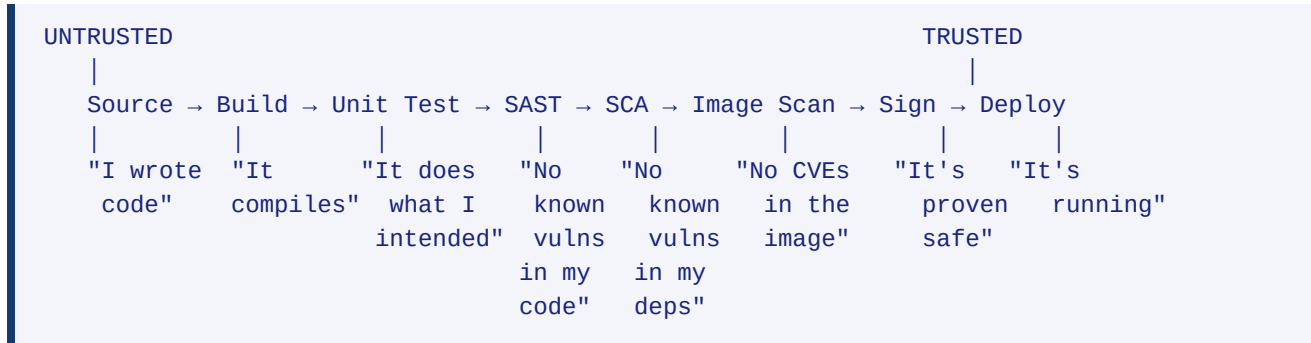 UNTRUSTED                                                  TRUSTED
   |                                                          |
   Source → Build → Unit Test → SAST → SCA → Image Scan → Sign → Deploy
   |         |         |          |       |        |          |       |
   "I wrote  "It      "It does   "No    "No     "No CVEs   "It's   "It's
    code"    compiles"  what I    known   known   in the     proven   running"
                       intended"  vulns   vulns   image"     safe"
                                 in my   in my
                                 code"   deps"